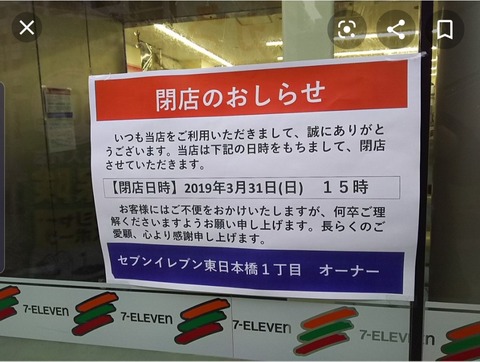 閉店のおしらせ
いつも当店をご利用いただきまして、誠にありがと
うございます。当店は下記の日時をもちまして、閉店
させていただきます。
【閉店日時】2019年3月31日(日)　１５時
お客様にはご不便をおかけいたしますが、何卒ご理
解くださいますようお願い申し上げます。長らくのご
愛顧、心より感謝申し上げます。
セブンイレブン東日本橋１丁目　オーナー
7-ELEVEN 7-ELEVEN 7-ELEVEN 7-ELEVEN